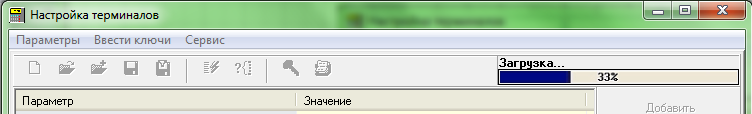 Настройка терминалов
Параметры Ввести ключи Сервис
Загрузка...
33%
Параметр Значение
Добавить